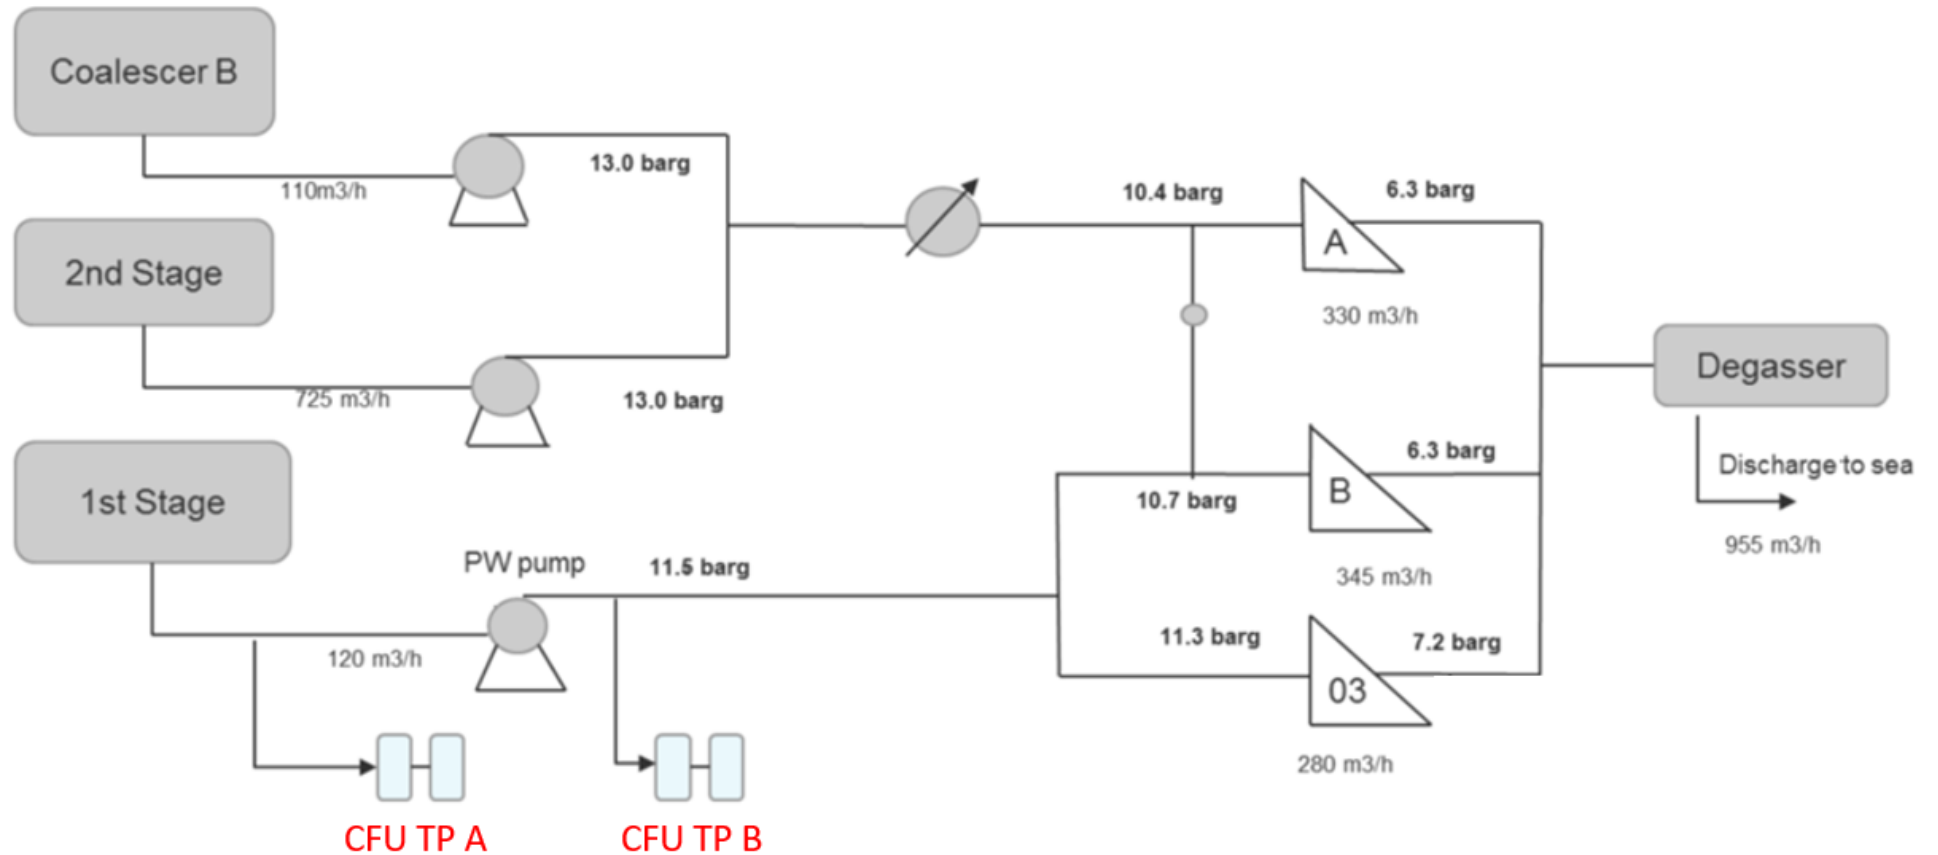 Coalescer B
110m3/h
13.0 barg
10.4 barg
6.3 barg
A
330 m3/h
2nd Stage
725 m3/h
13.0 barg
Degasser
Discharge to sea
955 m3/h
1st Stage
PW pump
11.5 barg
120 m3/h
10.7 barg
6.3 barg
B
345 m3/h
11.3 barg
7.2 barg
03
280 m3/h
CFU TP A
CFU TP B